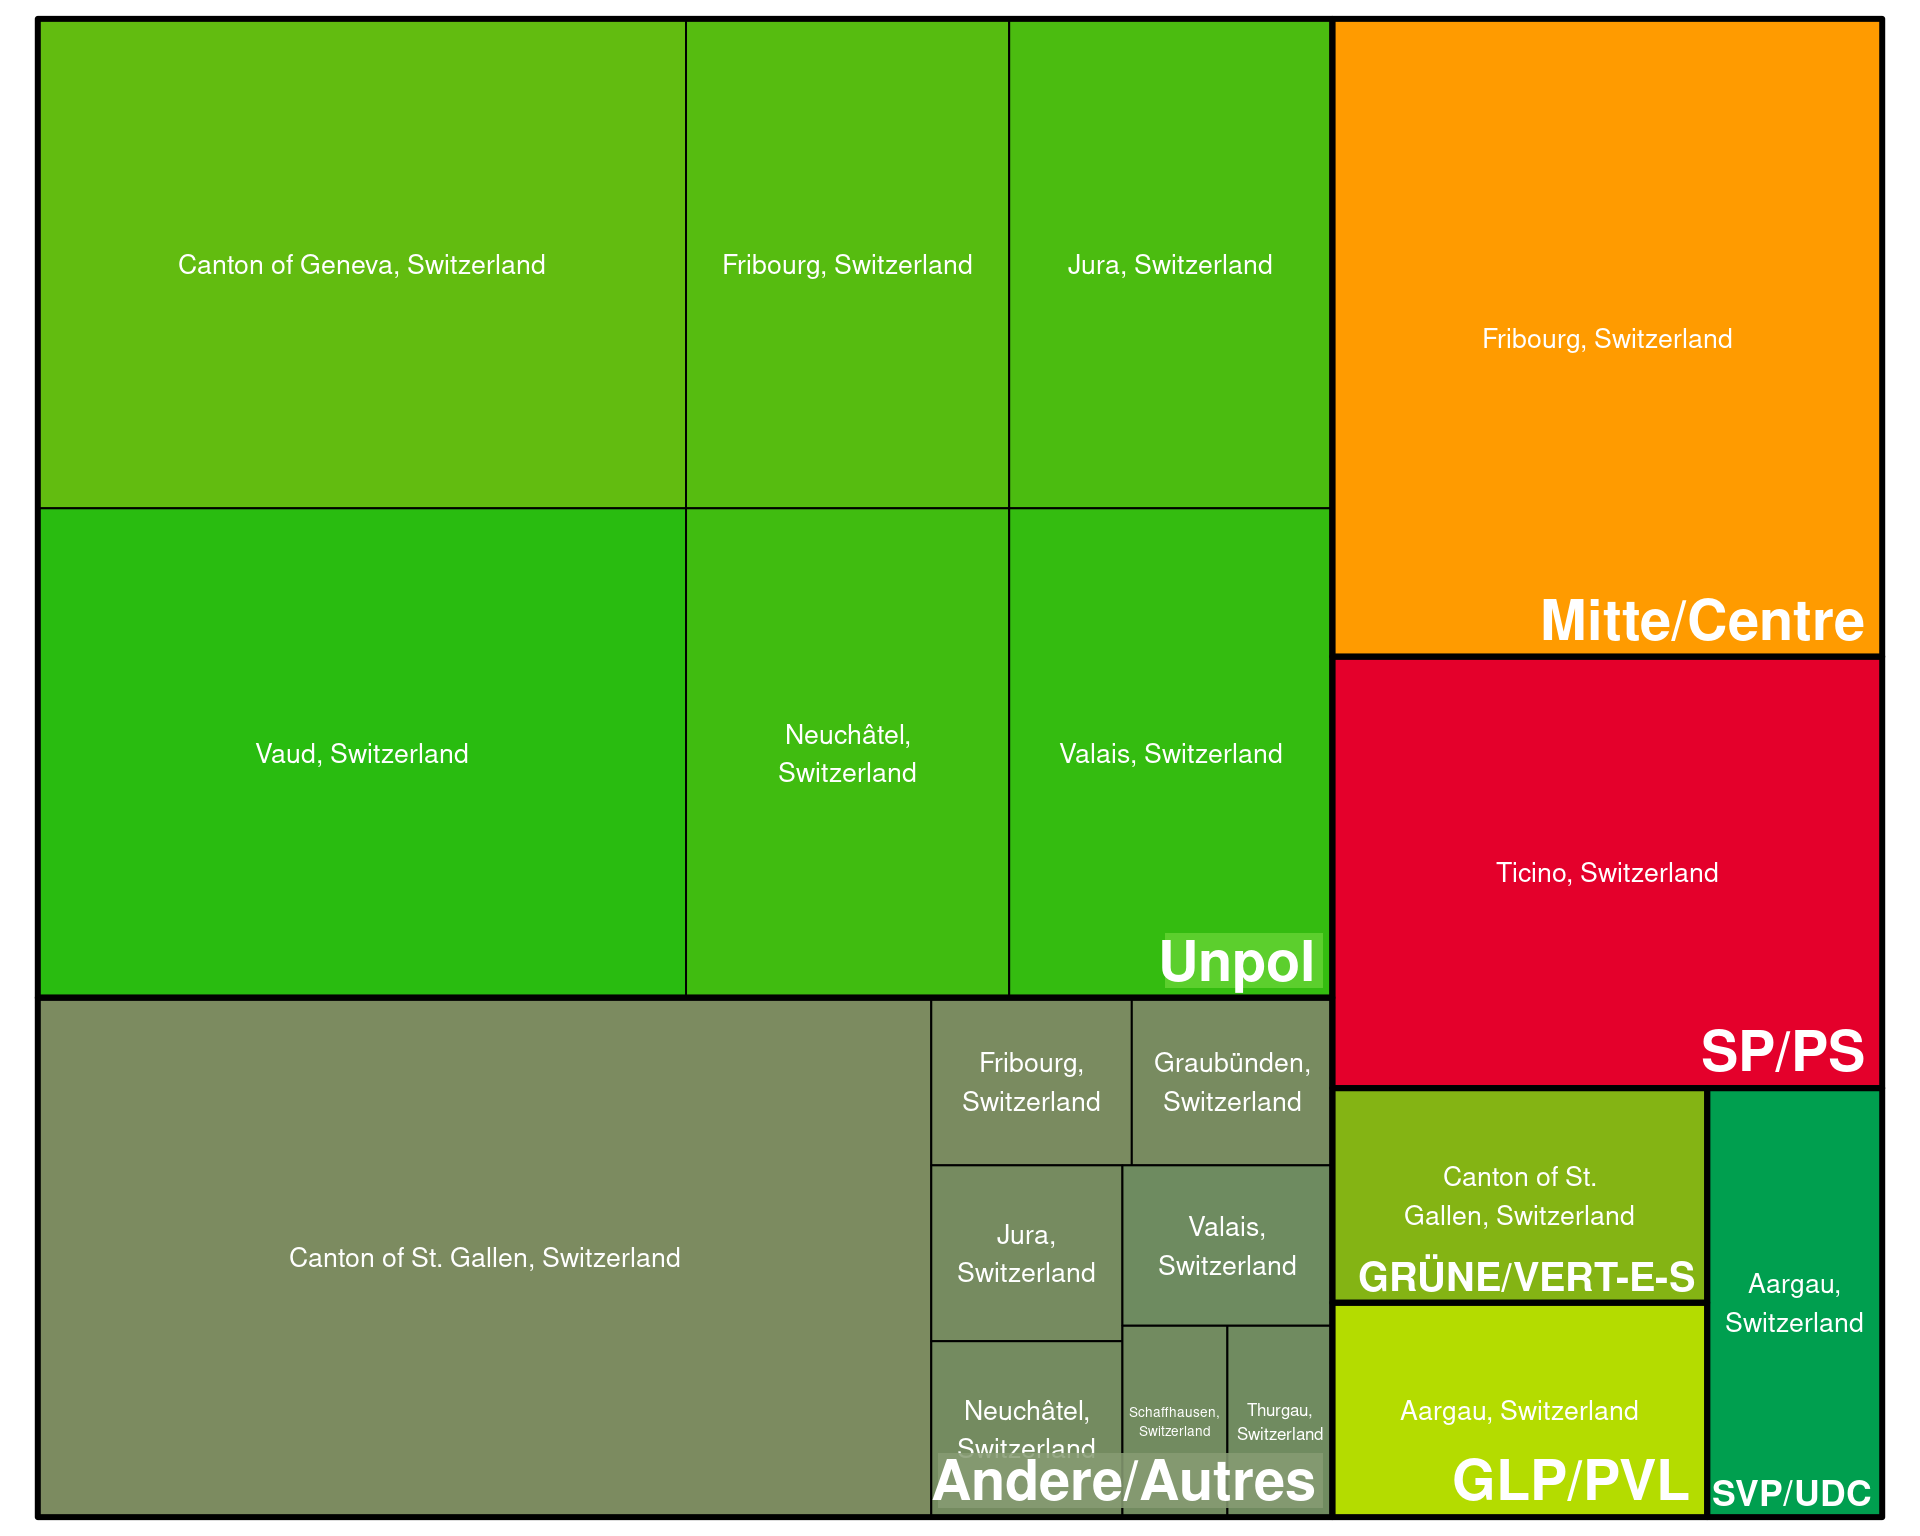 Canton of Geneva, Switzerland
Fribourg, Switzerland
Jura, Switzerland
Vaud, Switzerland
Neuchâtel,
Switzerland
Valais, Switzerland
Unpol
Fribourg, Switzerland
Mitte/Centre
Ticino, Switzerland
SP/PS
Canton of St. Gallen, Switzerland
Fribourg,
Switzerland
Graubünden,
Switzerland
Jura,
Switzerland
Valais,
Switzerland
Neuchâtel,
Switzerland
Schaffhausen,
Switzerland
Thurgau,
Switzerland
Andere/Autres
Canton of St.
Gallen, Switzerland
GRÜNE/VERT-E-S
Aargau, Switzerland
GLP/PVL
Aargau,
Switzerland
SVP/UDC